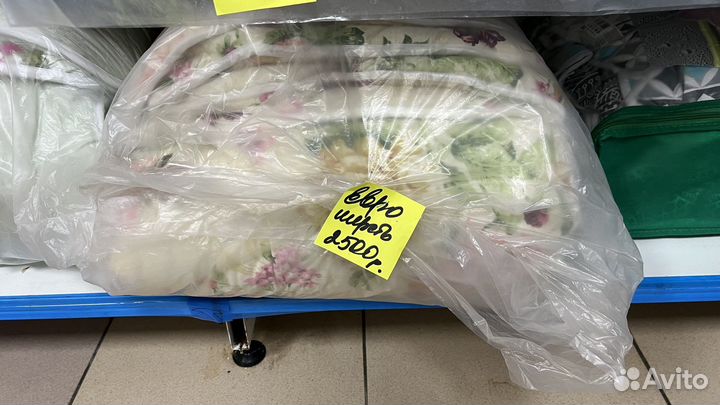 Евро
шерсть
2500р.
Avito